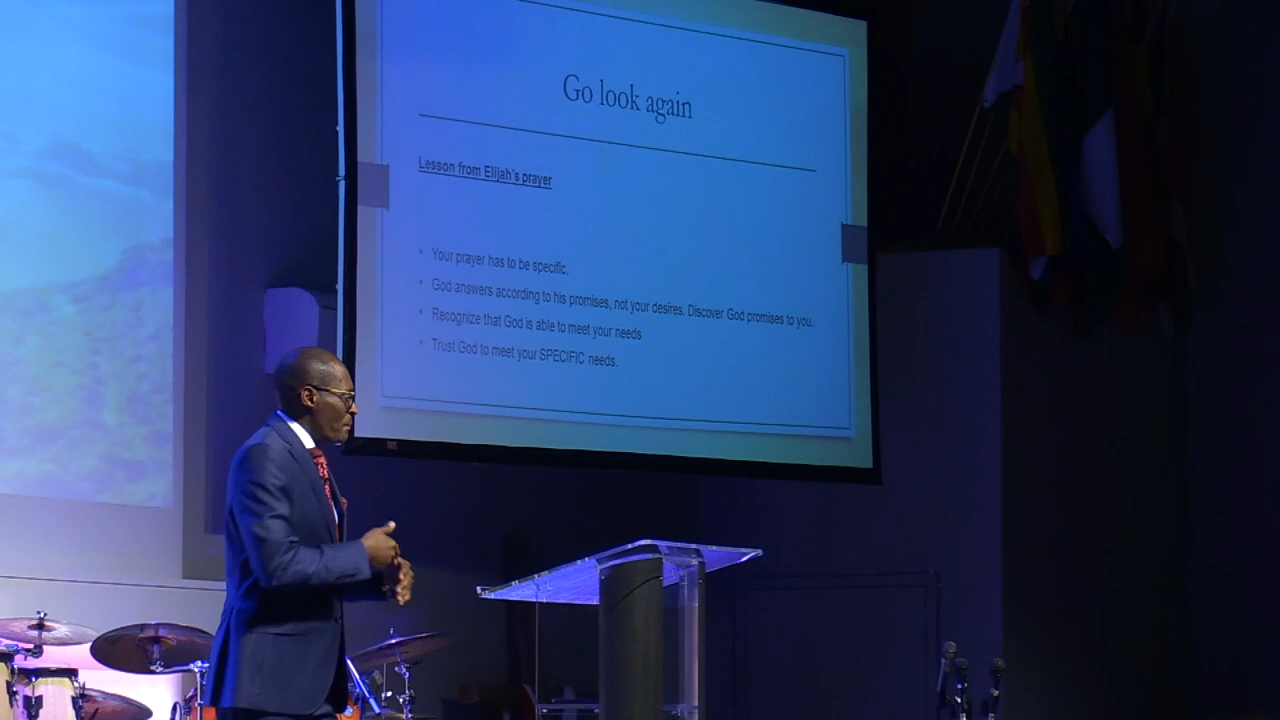 Go look again
Lesson from Elijah's prayer
Your prayer has to be specific.
God answers according to his promises, not your desires. Discover God promises to you.
Recognize that God is able to meet your needs
Trust God to meet your SPECIFIC needs.